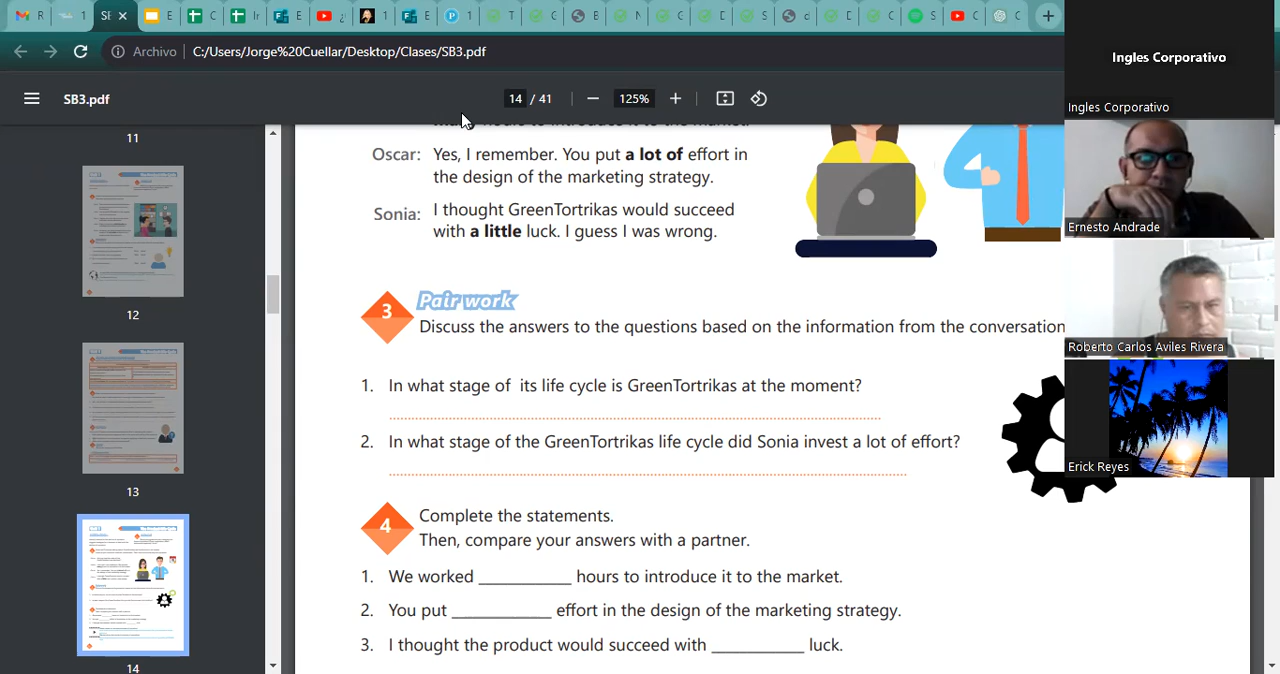 Archivo C:/Users/Jorge%20Cuellar/Desktop/Clases/SB3.pdf
SB3.pdf 14 / 41 125%
11
12
13
14
Oscar: Yes, I remember. You put a lot of effort in
the design of the marketing strategy.
Sonia: I thought GreenTortrikas would succeed
with a little luck. I guess I was wrong.
3 Pair work
Discuss the answers to the questions based on the information from the conversation
1. In what stage of its life cycle is GreenTortrikas at the moment?
2. In what stage of the GreenTortrikas life cycle did Sonia invest a lot of effort?
4 Complete the statements.
Then, compare your answers with a partner.
1. We worked __________ hours to introduce it to the market.
2. You put __________ effort in the design of the marketing strategy.
3. I thought the product would succeed with __________ luck.
Ingles Corporativo
Ingles Corporativo
Ernesto Andrade
Roberto Carlos Aviles Rivera
Erick Reyes